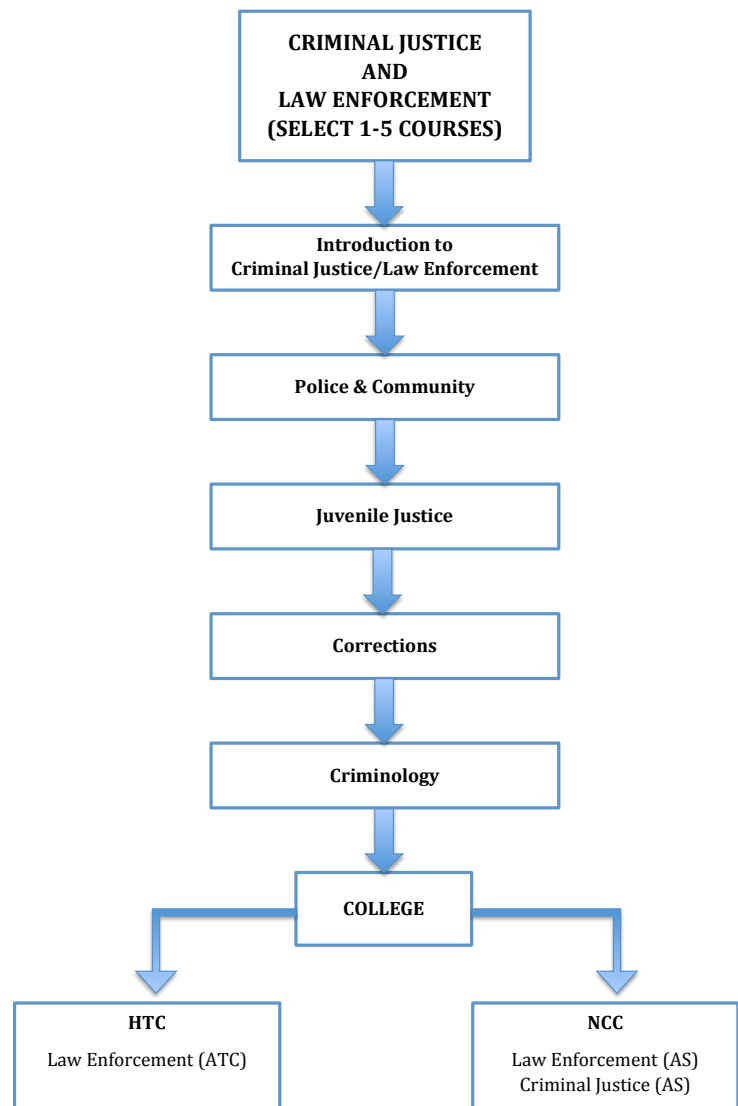 CRIMINAL JUSTICE
AND
LAW ENFORCEMENT
(SELECT 1-5 COURSES)
Introduction to
Criminal Justice/Law Enforcement
Police & Community
Juvenile Justice
Corrections
Criminology
COLLEGE
HTC
Law Enforcement (ATC)
NCC
Law Enforcement (AS)
Criminal Justice (AS)